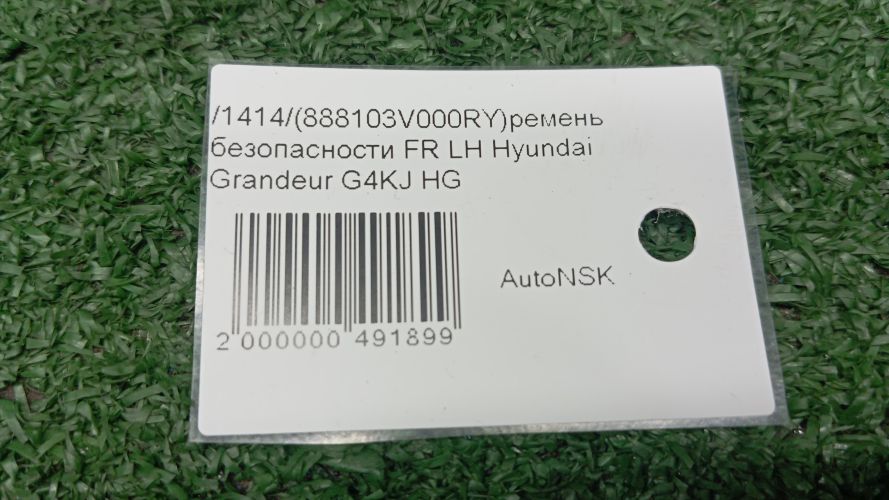 /1414/(888103V000RY)ремень
безопасности FR LH Hyundai
Grandeur G4KJ HG
AutoNSK
2 000000 491899